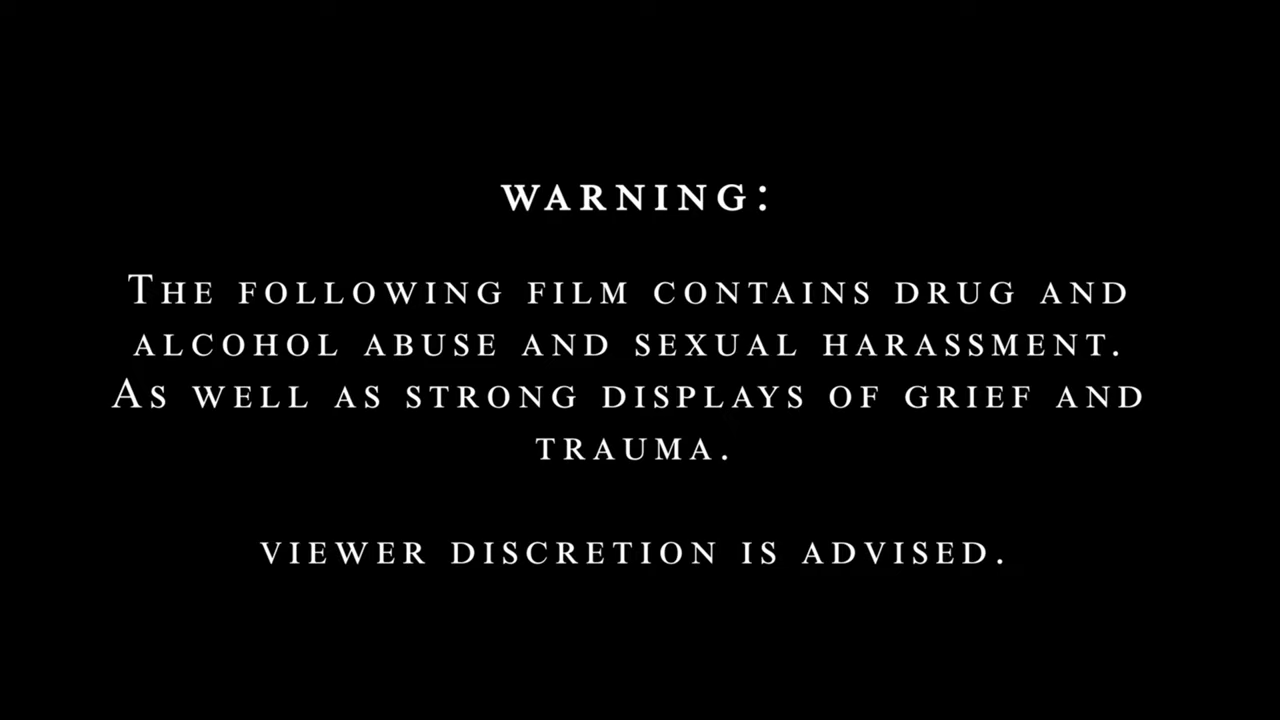 WARNING:
THE FOLLOWING FILM CONTAINS DRUG AND
ALCOHOL ABUSE AND SEXUAL HARASSMENT.
AS WELL AS STRONG DISPLAYS OF GRIEF AND
TRAUMA.
VIEWER DISCRETION IS ADVISED.